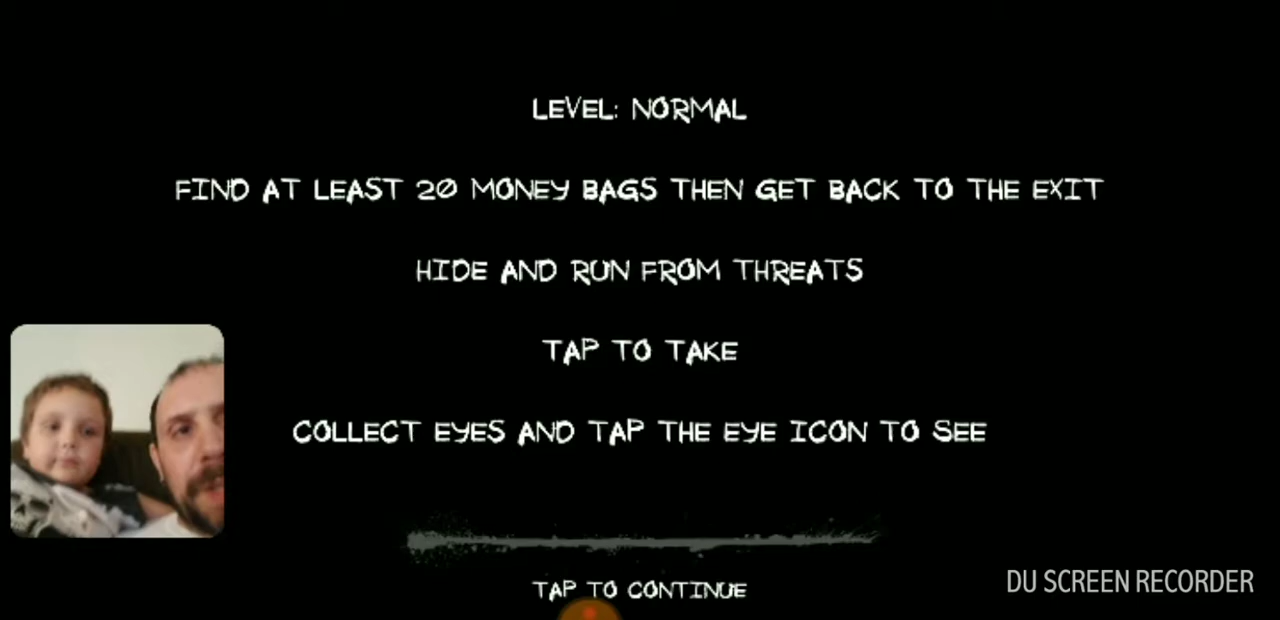 LEVEL: NORMAL
FIND AT LEAST 20 MONEY BAGS THEN GET BACK TO THE EXIT
HIDE AND RUN FROM THREATS
TAP TO TAKE
COLLECT EYES AND TAP THE EYE ICON TO SEE
TAP TO CONTINUE
DU SCREEN RECORDER